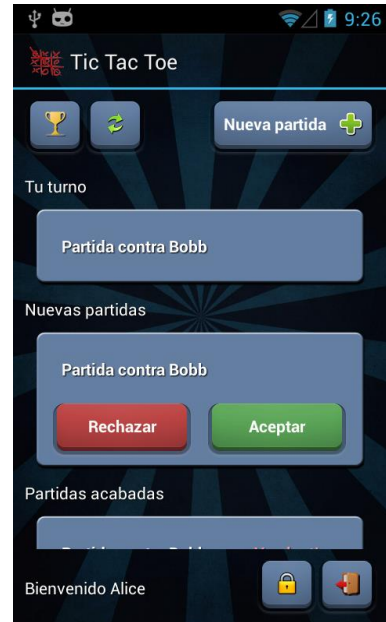 9:26
Tic Tac Toe
Nueva partida
Tu turno
Partida contra Bobb
Nuevas partidas
Partida contra Bobb
Rechazar Aceptar
Partidas acabadas
Bienvenido Alice